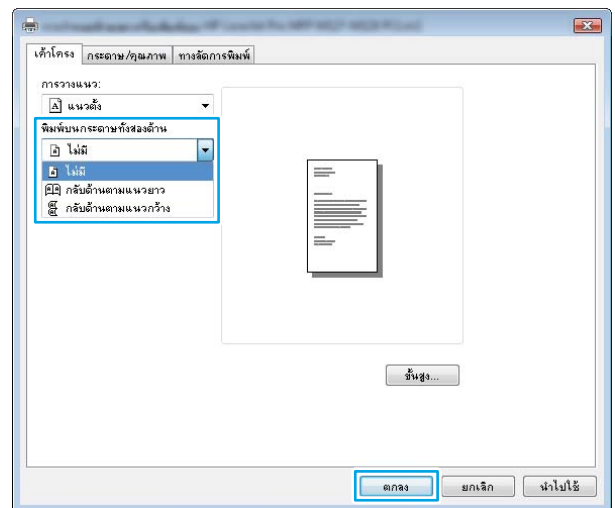 เค้าโครง
กระดาษ/คุณภาพ
ทางลัดการพิมพ์
การวางแนว:
แนวตั้ง
พิมพ์บนกระดาษทั้งสองด้าน
ไม่มี
ไม่มี
กลับด้านตามแนวยาว
กลับด้านตามแนวกว้าง
ขั้นสูง...
ตกลง
ยกเลิก
นำไปใช้